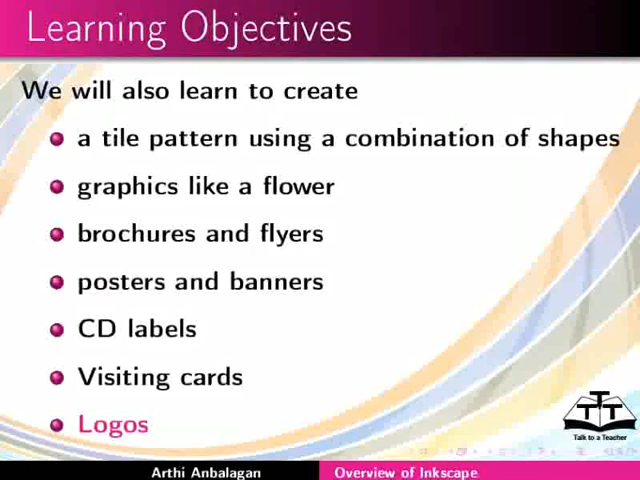 Learning Objectives
We will also learn to create
a tile pattern using a combination of shapes
graphics like a flower
brochures and flyers
posters and banners
CD labels
Visiting cards
Logos
TTT
Talk to a Teacher
Arthi Anbalagan
Overview of Inkscape